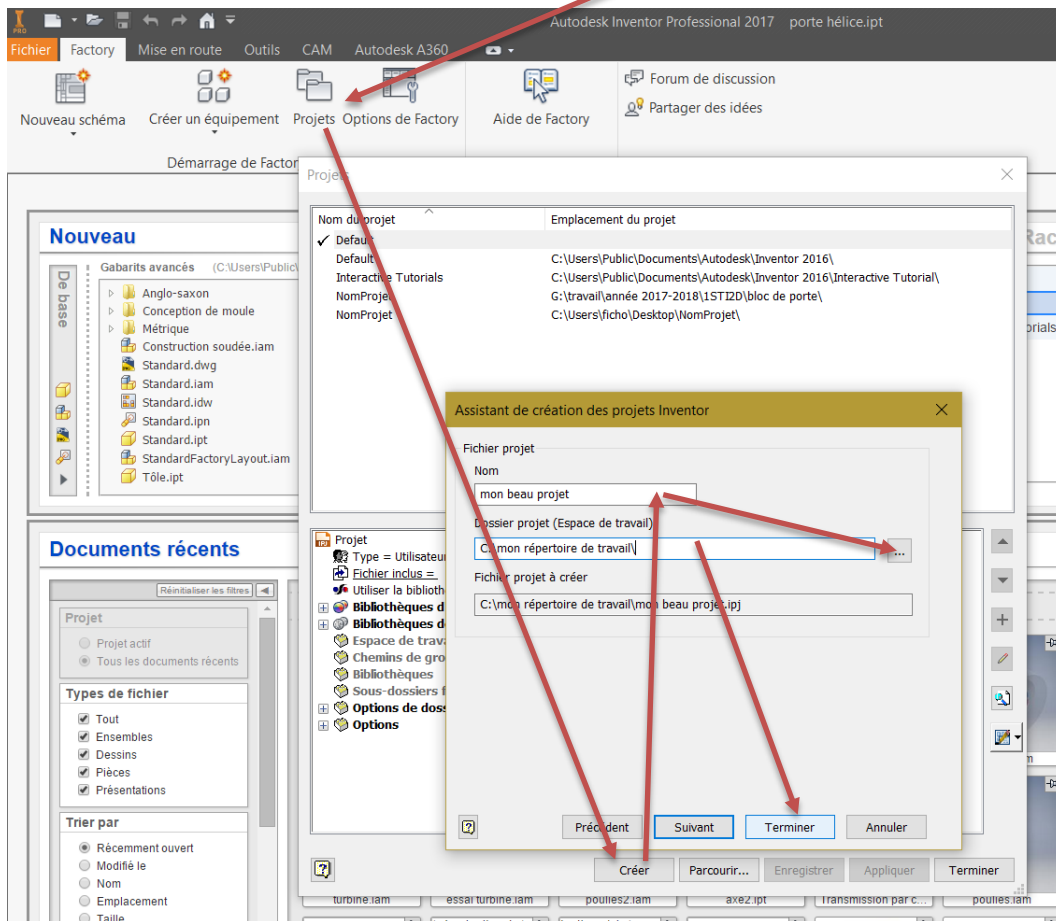 PRO
Autodesk Inventor Professional 2017 porte hélice.ipt
Fichier Factory Mise en route Outils CAM Autodesk A360
Nouveau schéma
Créer un équipement
Projets
Options de Factory
Aide de Factory
Forum de discussion
Partager des idées
Démarrage de Factor
Nouveau
De base
Gabarits avancés (C:\Users\Public\
Anglo-saxon
Conception de moule
Métrique
Construction soudée.iam
Standard.dwg
Standard.iam
Standard.idw
Standard.ipn
Standard.ipt
StandardFactoryLayout.iam
Tôle.ipt
Projets
Nom du projet Emplacement du projet
Default
Default C:\Users\Public\Documents\Autodesk\Inventor 2016\
Interactive Tutorials C:\Users\Public\Documents\Autodesk\Inventor 2016\Interactive Tutorial\
NomProjet G:\travail\année 2017-2018\1STI2D\bloc de porte\
NomProjet C:\Users\ficho\Desktop\NomProjet\
Rac
orials
Assistant de création des projets Inventor
Fichier projet
Nom
mon beau projet
Dossier projet (Espace de travail)
C:\mon répertoire de travail\
...
Fichier projet à créer
C:\mon répertoire de travail\mon beau projet.ipj
Précédent Suivant Terminer Annuler
Projet
Type = Utilisateu
Fichier inclus =
Utiliser la biblioth
Bibliothèques d
Bibliothèques d
Espace de trava
Chemins de gro
Bibliothèques
Sous-dossiers f
Options de doss
Options
Créer Parcourir... Enregistrer Appliquer Terminer
Documents récents
Réinitialiser les filtres
Projet
Projet actif
Tous les documents récents
Types de fichier
Tout
Ensembles
Dessins
Pièces
Présentations
Trier par
Récemment ouvert
Modifié le
Nom
Emplacement
Taille
turbine.iam essai turbine.iam poulies2.iam axe2.ipt Transmission par c... poulies.iam